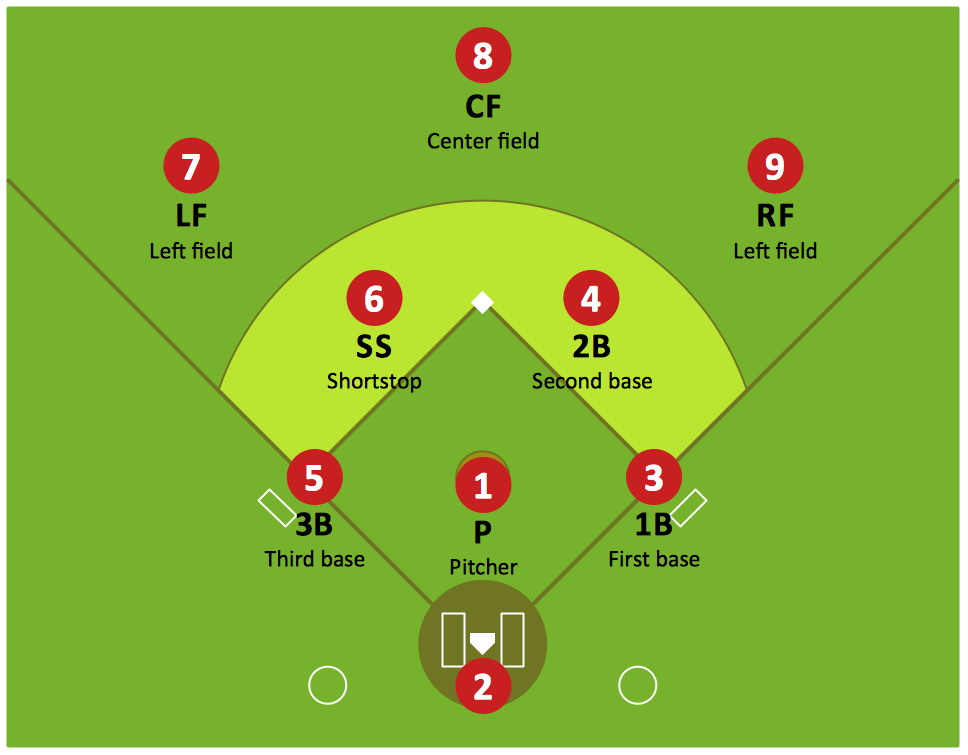 8
CF
Center field
7
LF
Left field
9
RF
Left field
6
SS
Shortstop
4
2B
Second base
5
3B
Third base
1
P
Pitcher
3
1B
First base
2